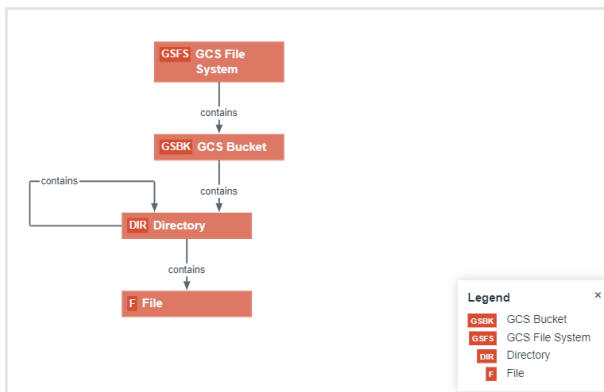 GSFS GCS File
System
contains
GSBK GCS Bucket
contains
contains
DIR Directory
contains
F File
Legend ×
GSBK GCS Bucket
GSFS GCS File System
DIR Directory
F File